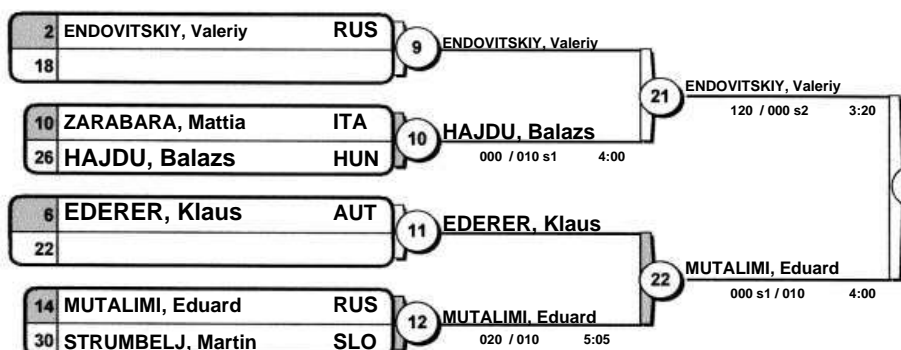 2 ENDOVITSKIY, Valeriy RUS
18
9 ENDOVITSKIY, Valeriy
10 ZARABARA, Mattia ITA
26 HAJDU, Balazs HUN
10 HAJDU, Balazs
000 / 010 s1 4:00
21 ENDOVITSKIY, Valeriy
120 / 000 s2 3:20
6 EDERER, Klaus AUT
22
11 EDERER, Klaus
14 MUTALIMI, Eduard RUS
30 STRUMBELJ, Martin SLO
12 MUTALIMI, Eduard
020 / 010 5:05
22 MUTALIMI, Eduard
000 s1 / 010 4:00